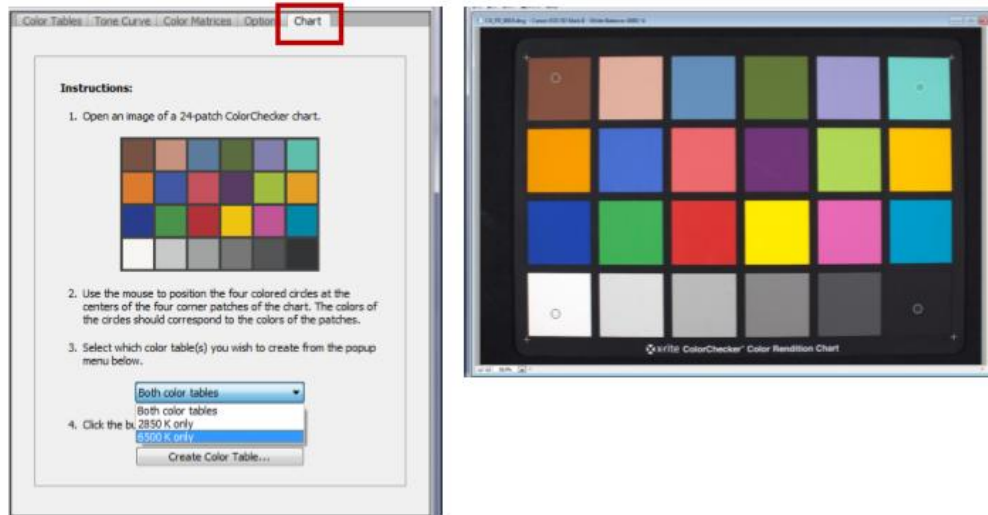 Color Tables Tone Curve Color Matrices Option Chart
Instructions:
1. Open an image of a 24-patch ColorChecker chart.
2. Use the mouse to position the four colored circles at the
centers of the four corner patches of the chart. The colors of
the circles should correspond to the colors of the patches.
3. Select which color table(s) you wish to create from the popup
menu below.
Both color tables
Both color tables
4. Click the bu
2850 K only
6500 K only
Create Color Table...
x-rite ColorChecker Color Rendition Chart